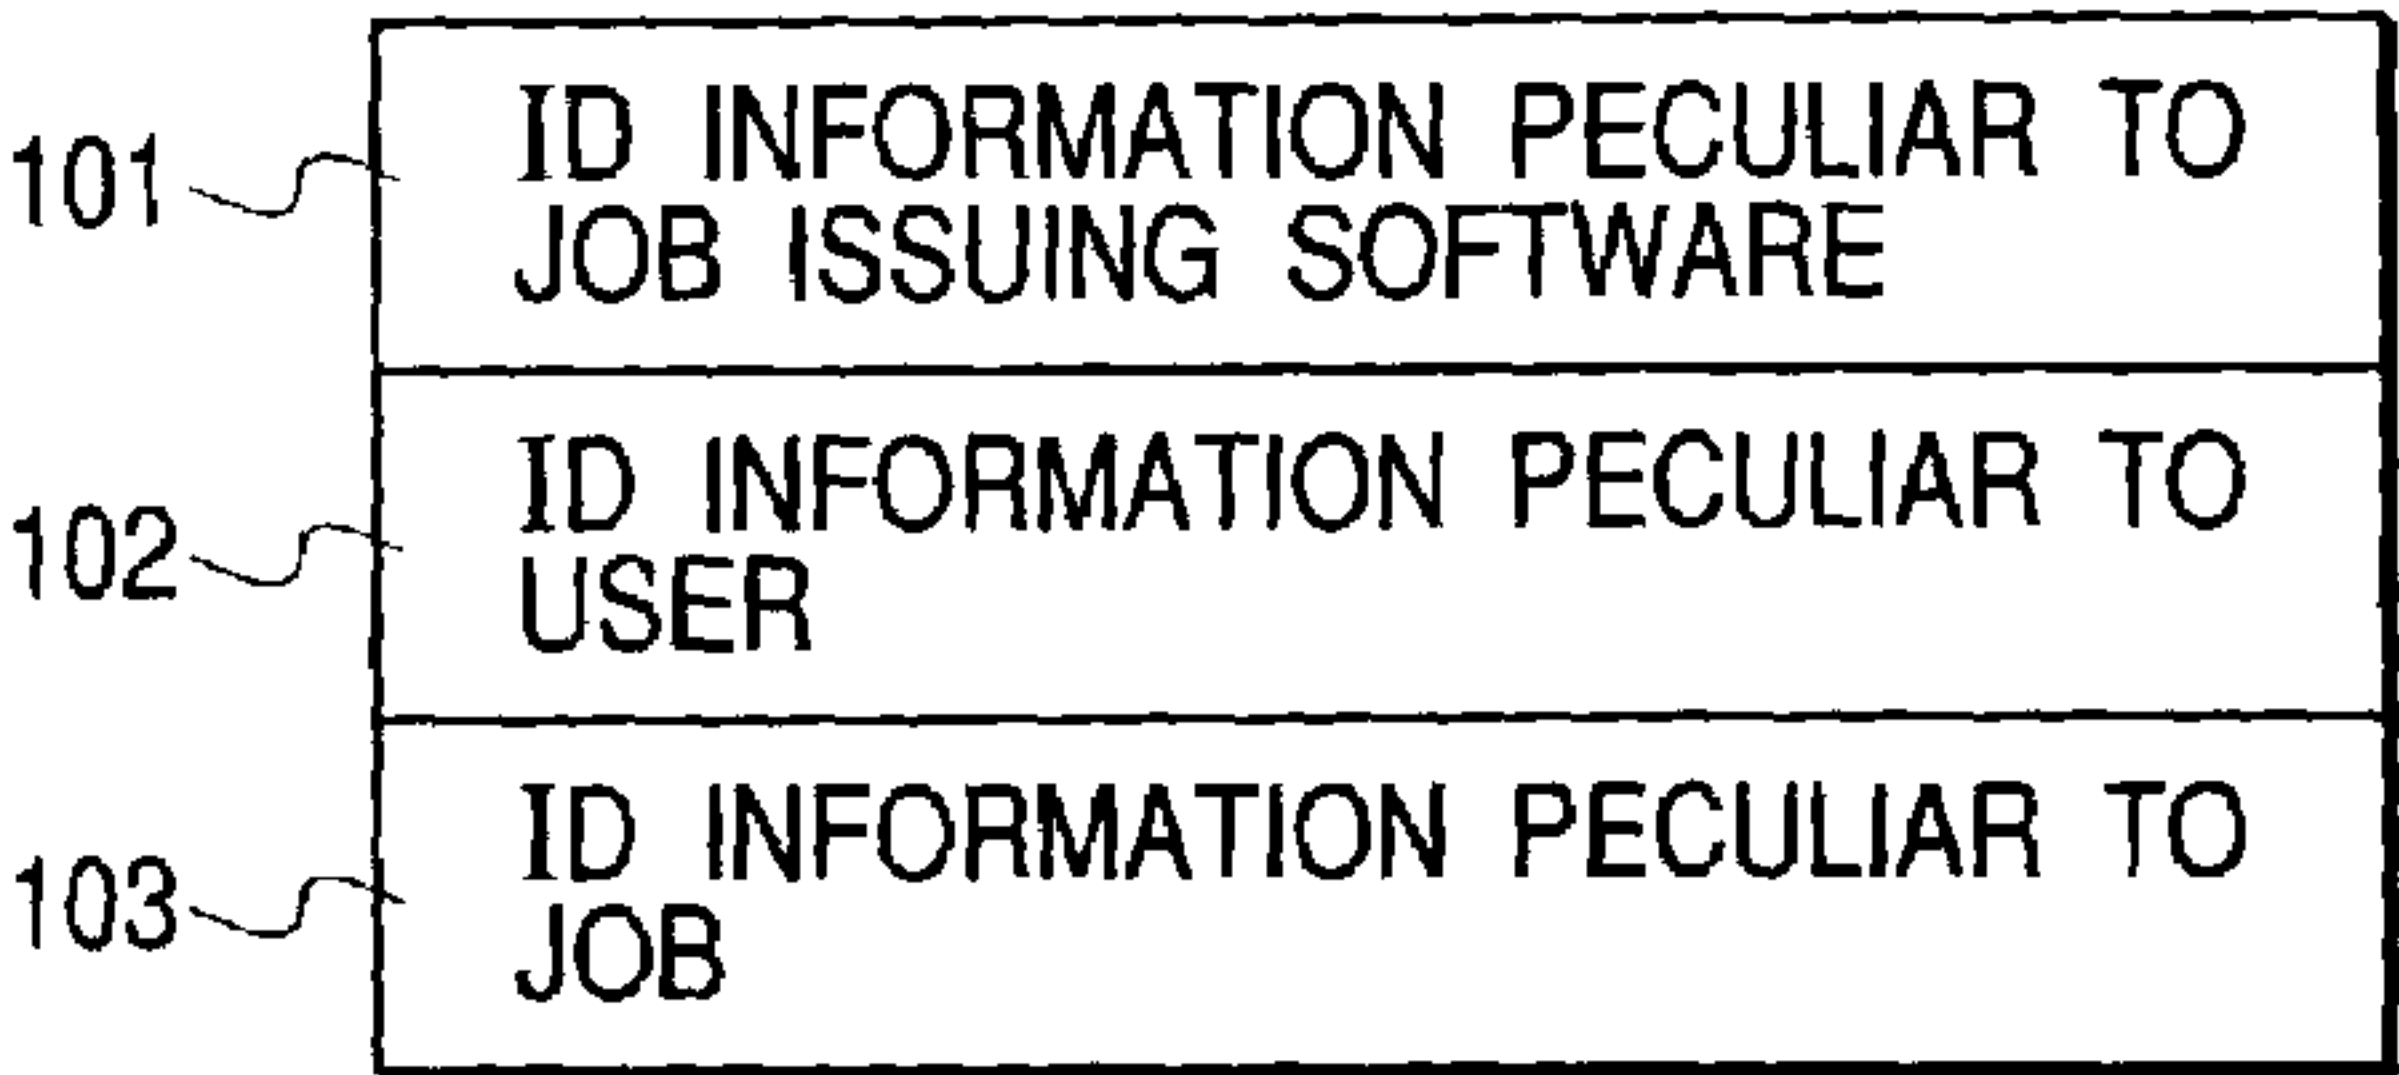 101 ID INFORMATION PECULIAR TO
JOB ISSUING SOFTWARE
102 ID INFORMATION PECULIAR TO
USER
103 ID INFORMATION PECULIAR TO
JOB